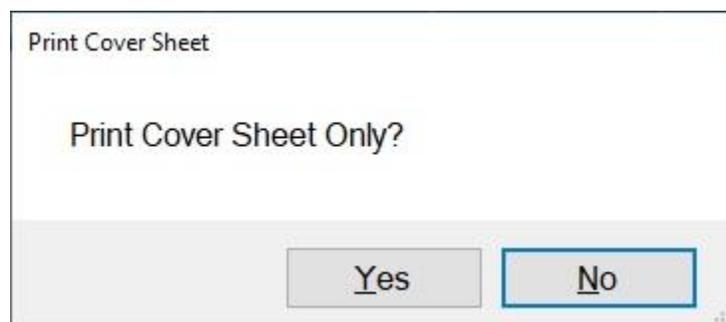 Print Cover Sheet
Print Cover Sheet Only?
Yes No